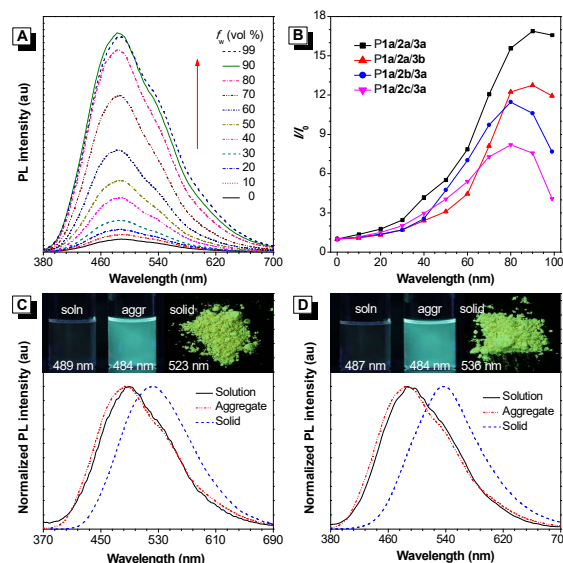 A
f_w (vol %)
99
90
80
70
60
50
40
30
20
10
0
PL intensity (au)
380 460 540 620 700
Wavelength (nm)
B
18
15
12
9
6
3
0
I/I_0
P1a/2a/3a
P1a/2a/3b
P1a/2b/3a
P1a/2c/3a
0 20 40 60 80 100
Wavelength (nm)
C
soln aggr solid
489 nm 484 nm 523 nm
Normalized PL intensity (au)
Solution
Aggregate
Solid
370 450 530 610 690
Wavelength (nm)
D
soln aggr solid
487 nm 484 nm 536 nm
Normalized PL intensity (au)
Solution
Aggregate
Solid
380 460 540 620 70
Wavelength (nm)